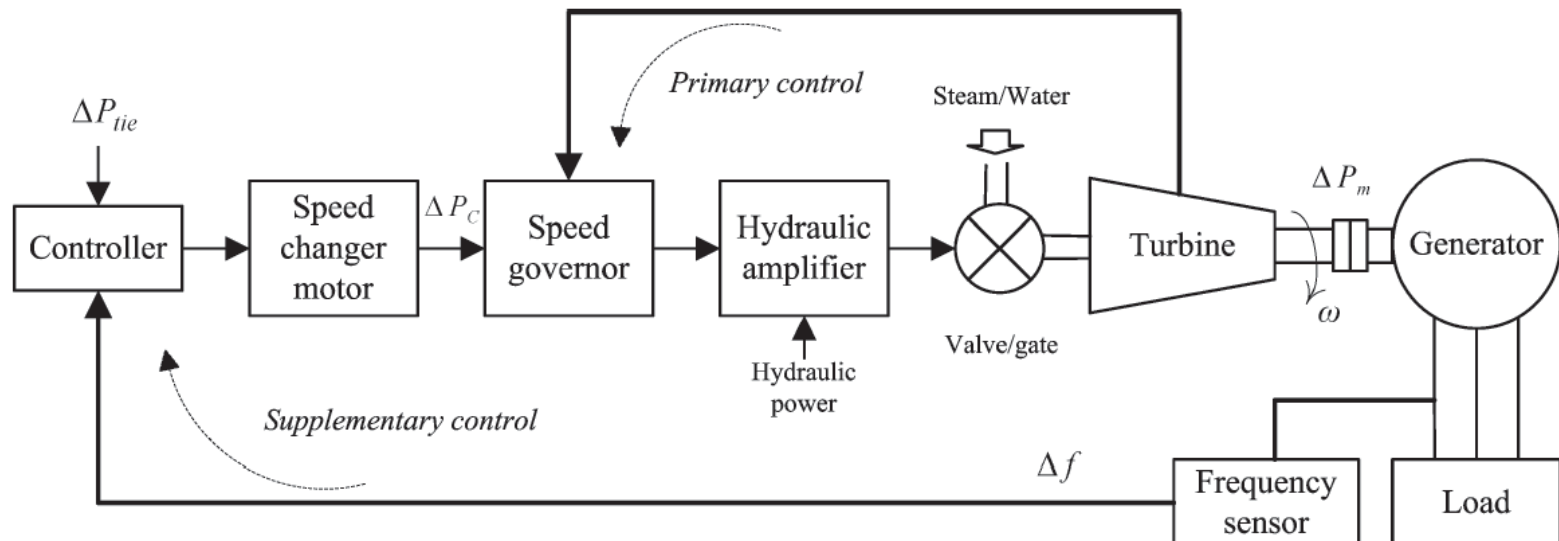 Primary control
Steam/Water
ΔP_tie
Controller
Speed
changer
motor
ΔP_C
Speed
governor
Hydraulic
amplifier
Turbine
ΔP_m
ω
Generator
Valve/gate
Hydraulic
power
Supplementary control
Δf
Frequency
sensor
Load